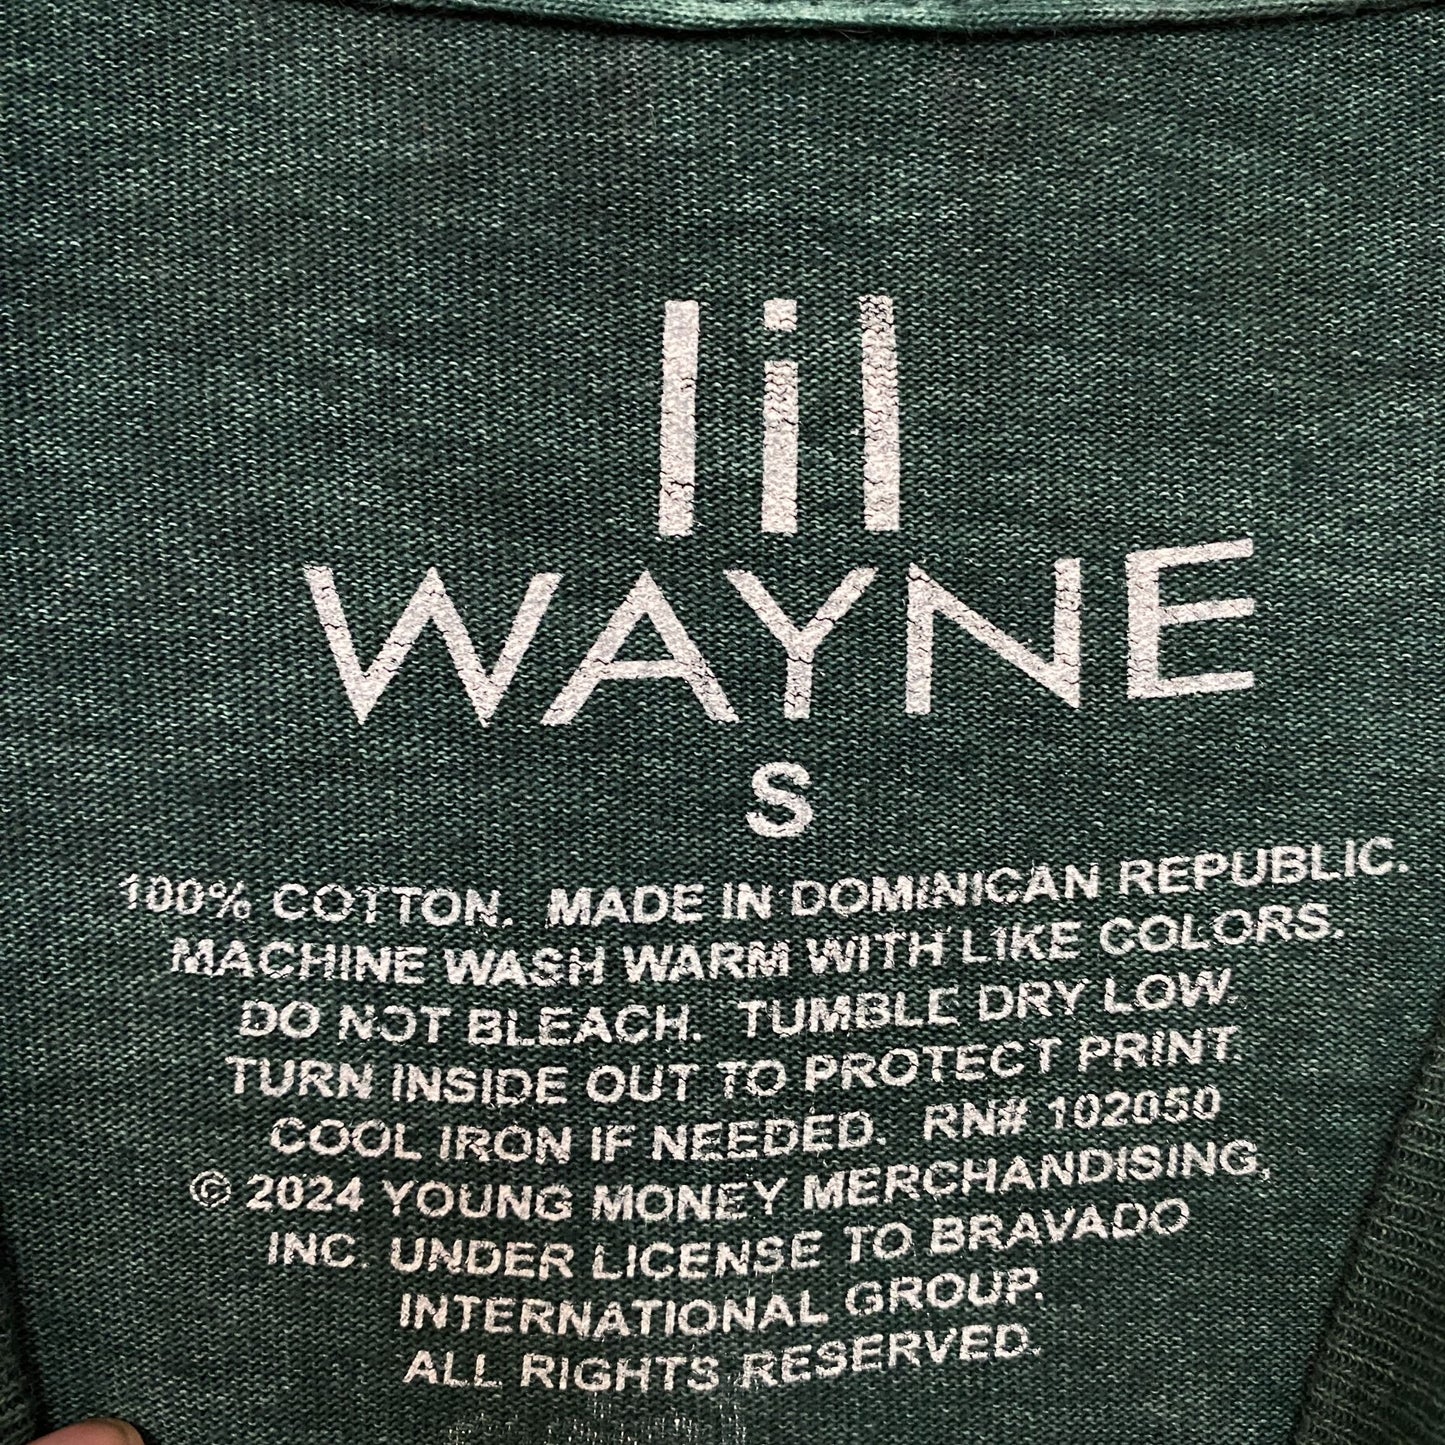 lil
WAYNE
S
100% COTTON. MADE IN DOMINICAN REPUBLIC.
MACHINE WASH WARM WITH LIKE COLORS.
DO NOT BLEACH. TUMBLE DRY LOW.
TURN INSIDE OUT TO PROTECT PRINT.
COOL IRON IF NEEDED. RN# 102050
© 2024 YOUNG MONEY MERCHANDISING,
INC. UNDER LICENSE TO BRAVADO
INTERNATIONAL GROUP.
ALL RIGHTS RESERVED.